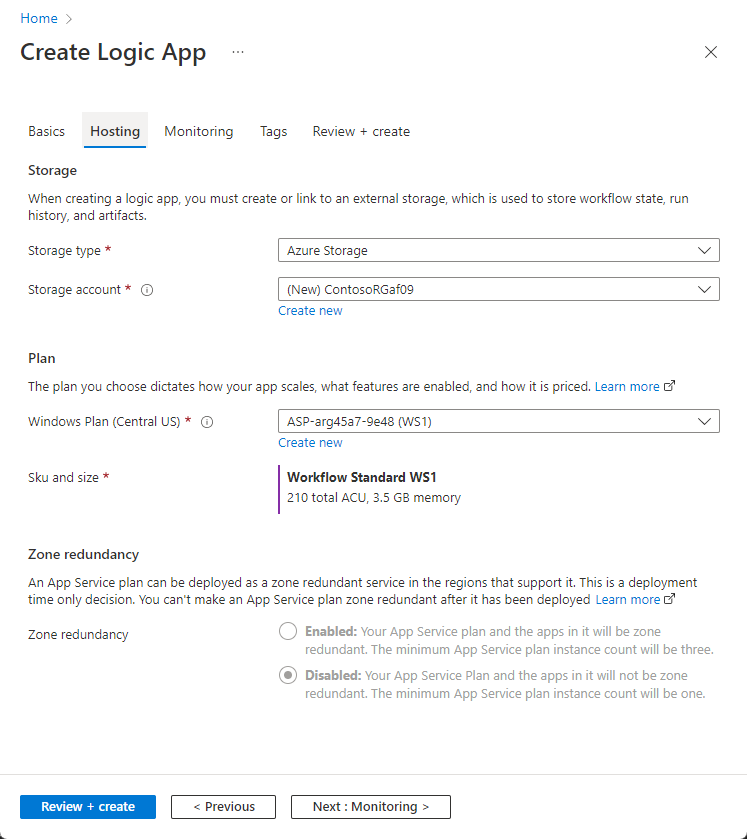 Home >
Create Logic App ...
Basics Hosting Monitoring Tags Review + create
Storage
When creating a logic app, you must create or link to an external storage, which is used to store workflow state, run
history, and artifacts.
Storage type * Azure Storage
Storage account * (New) ContosoRGaf09
Create new
Plan
The plan you choose dictates how your app scales, what features are enabled, and how it is priced. Learn more
Windows Plan (Central US) * ASP-arg45a7-9e48 (WS1)
Create new
Sku and size * Workflow Standard WS1
210 total ACU, 3.5 GB memory
Zone redundancy
An App Service plan can be deployed as a zone redundant service in the regions that support it. This is a deployment
time only decision. You can't make an App Service plan zone redundant after it has been deployed Learn more
Zone redundancy Enabled: Your App Service plan and the apps in it will be zone
redundant. The minimum App Service plan instance count will be three.
Disabled: Your App Service Plan and the apps in it will not be zone
redundant. The minimum App Service plan instance count will be one.
Review + create < Previous Next : Monitoring >